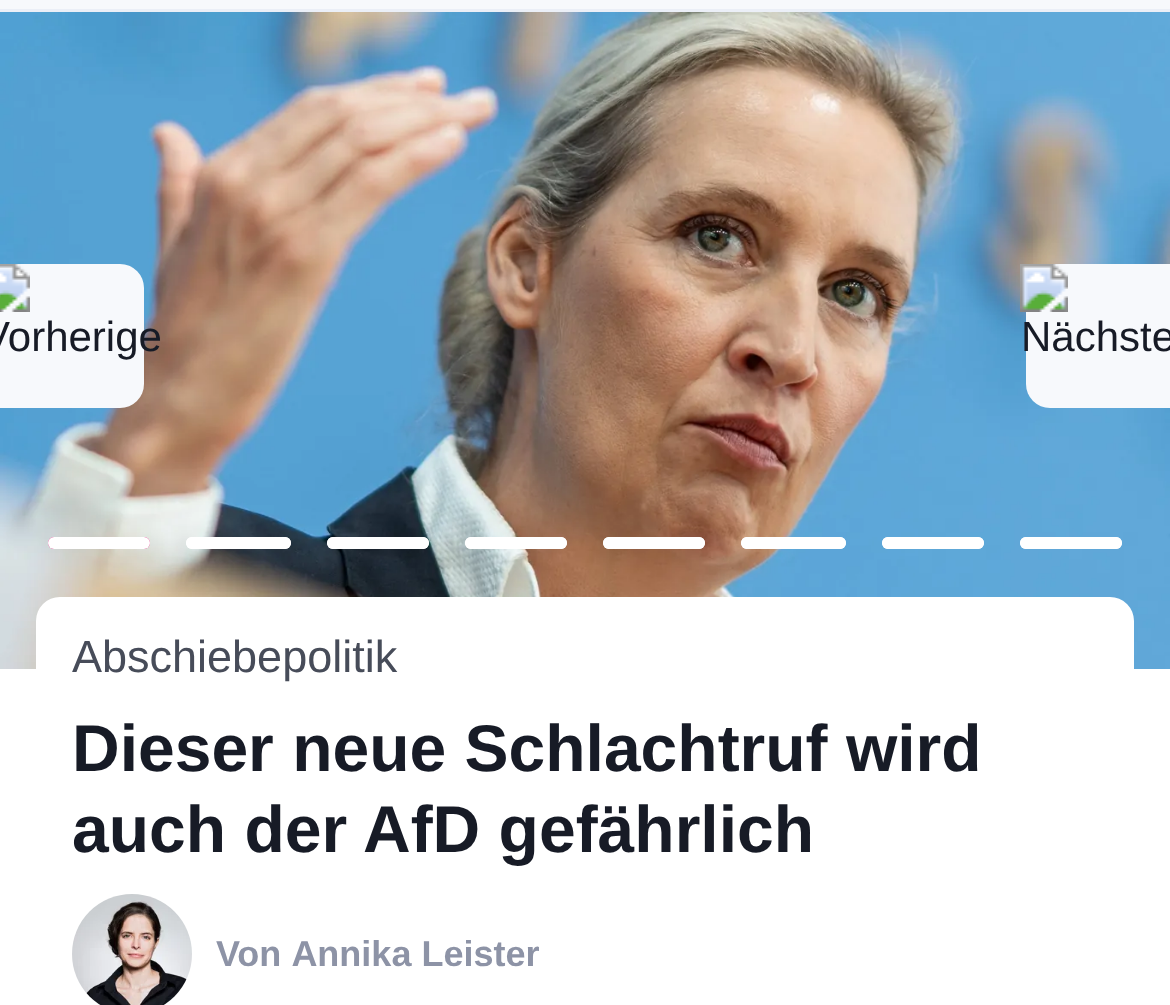 Vorherige
Nächste
Abschiebepolitik
Dieser neue Schlachtruf wird
auch der AfD gefährlich
Von Annika Leister